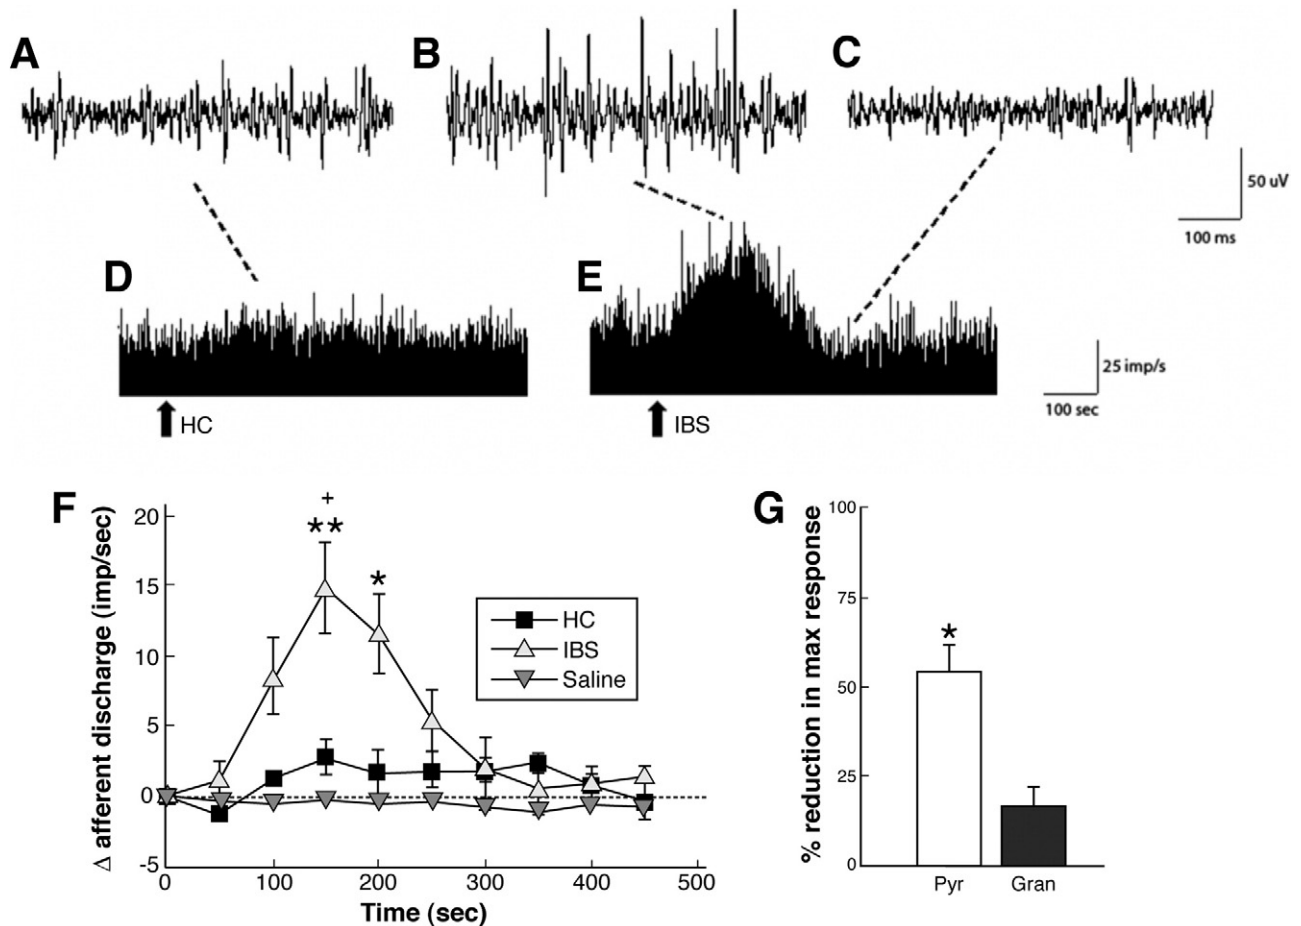 A
B
C
50 uV
100 ms
D
E
25 imp/s
100 sec
HC
IBS
F
Δ afferent discharge (imp/sec)
20
15
10
5
0
-5
+
**
*
HC
IBS
Saline
0
100
200
300
400
500
Time (sec)
G
% reduction in max response
100
75
50
25
0
*
Pyr
Gran